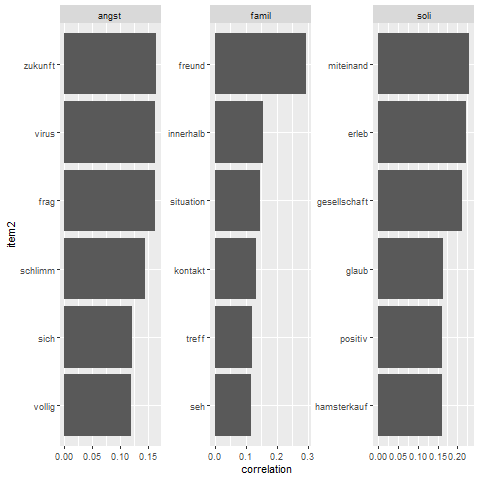 angst
famil
soli
item2
zukunft
virus
frag
schlimm
sich
vollig
freund
innerhalb
situation
kontakt
treff
seh
miteinand
erleb
gesellschaft
glaub
positiv
hamsterkauf
0.00 0.05 0.10 0.15
0.0 0.1 0.2 0.3
0.00 0.05 0.10 0.15 0.20
correlation